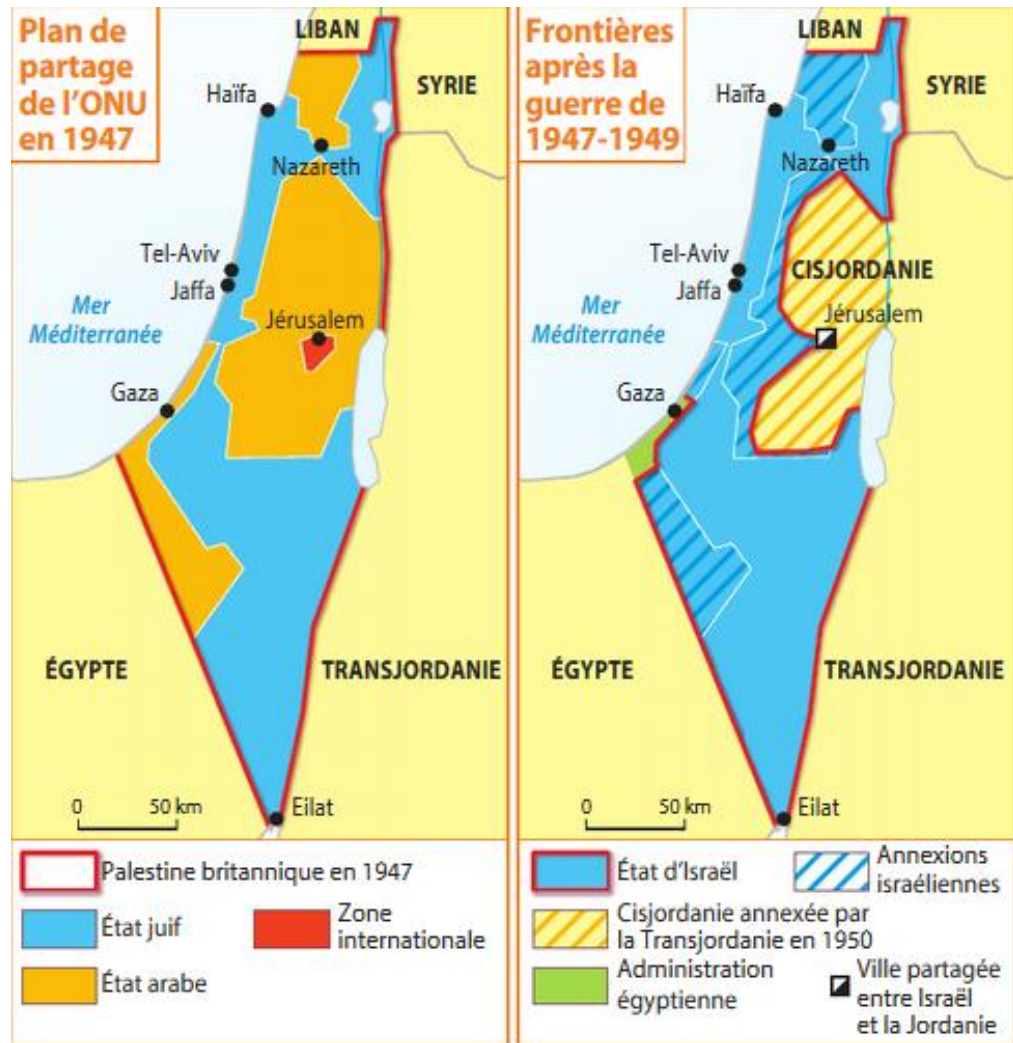 Plan de
partage
de l'ONU
en 1947
LIBAN
SYRIE
Haïfa
Nazareth
Tel-Aviv
Jaffa
Mer
Méditerranée
Jérusalem
Gaza
ÉGYPTE
TRANSJORDANIE
0 50 km
Eilat
Palestine britannique en 1947
État juif
Zone
internationale
État arabe
Frontières
après la
guerre de
1947-1949
LIBAN
SYRIE
Haïfa
Nazareth
Tel-Aviv
Jaffa
CISJORDANIE
Mer
Méditerranée
Jérusalem
Gaza
ÉGYPTE
TRANSJORDANIE
0 50 km
Eilat
État d'Israël
Annexions
israéliennes
Cisjordanie annexée par
la Transjordanie en 1950
Administration
égyptienne
Ville partagée
entre Israël
et la Jordanie